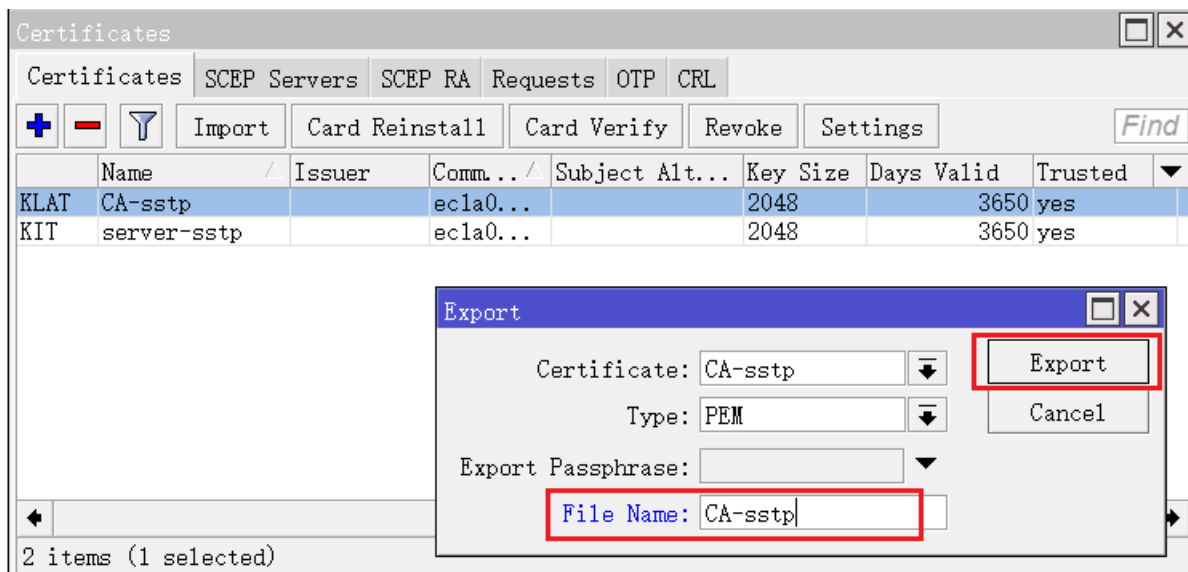 Certificates
Certificates SCEP Servers SCEP RA Requests OTP CRL
Import Card Reinstall Card Verify Revoke Settings Find
Name Issuer Comm... Subject Alt... Key Size Days Valid Trusted
KLAT CA-sstp ec1a0... 2048 3650 yes
KIT server-sstp ec1a0... 2048 3650 yes
Export
Certificate: CA-sstp Export
Type: PEM Cancel
Export Passphrase:
File Name: CA-sstp
2 items (1 selected)